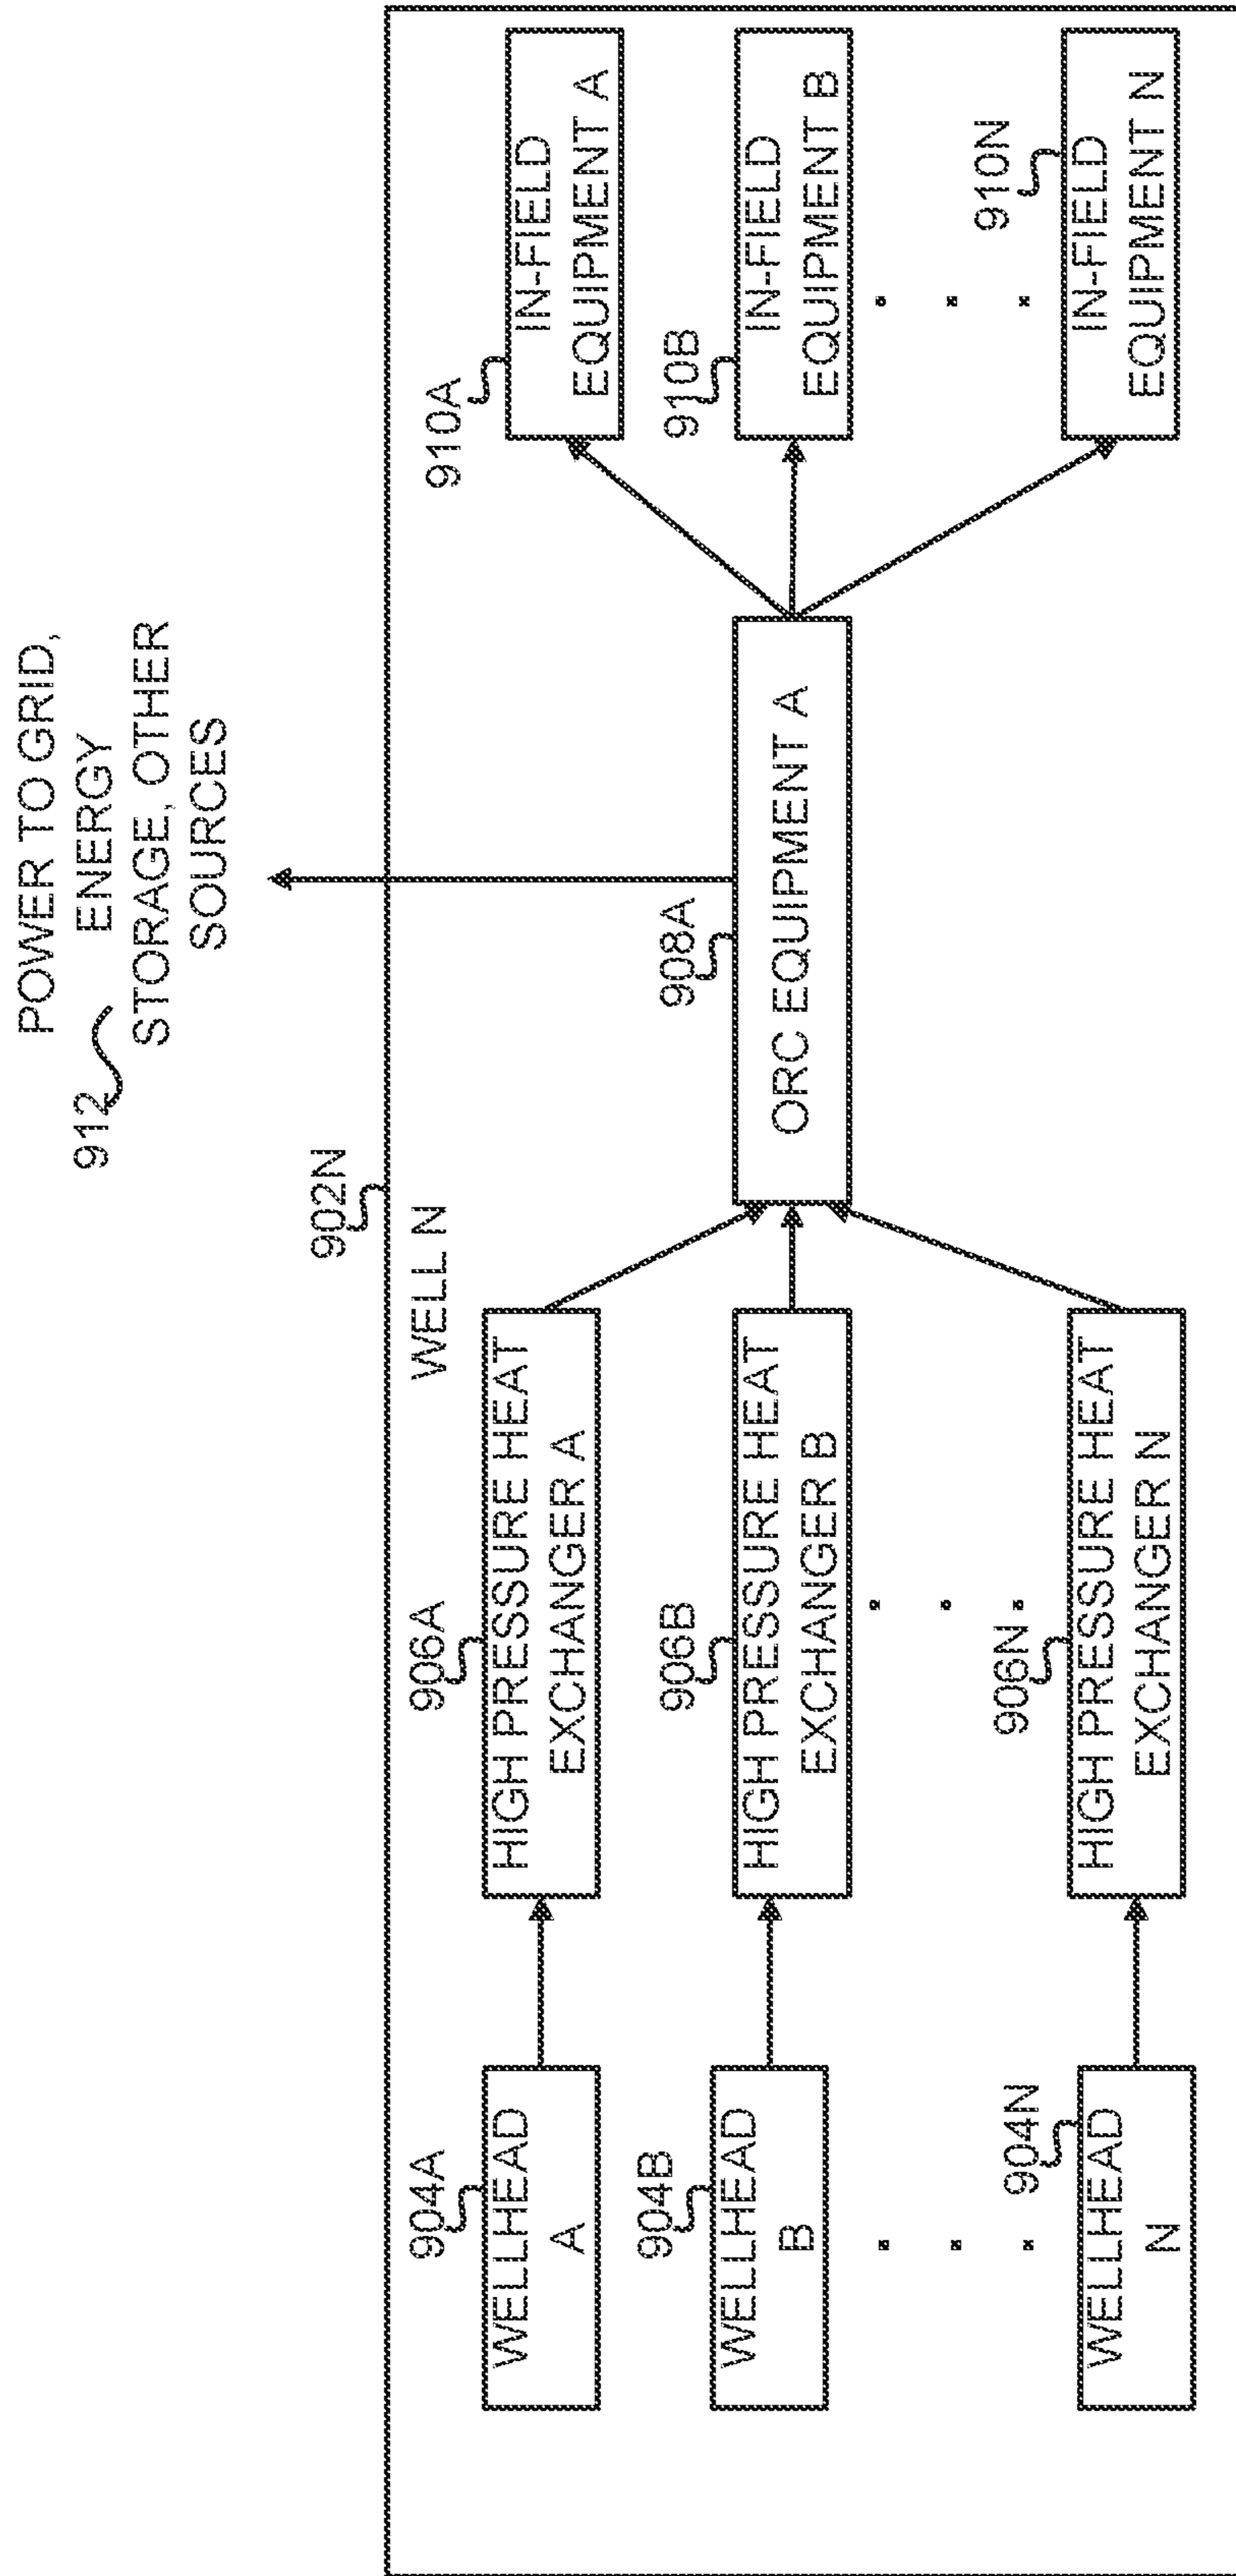 POWER TO GRID,
ENERGY
STORAGE, OTHER
SOURCES
912
902N
WELL N
904A
WELLHEAD
A
906A
HIGH PRESSURE HEAT
EXCHANGER A
910A
IN-FIELD
EQUIPMENT A
904B
WELLHEAD
B
906B
HIGH PRESSURE HEAT
EXCHANGER B
908A
ORC EQUIPMENT A
910B
IN-FIELD
EQUIPMENT B
904N
WELLHEAD
N
906N
HIGH PRESSURE HEAT
EXCHANGER N
910N
IN-FIELD
EQUIPMENT N